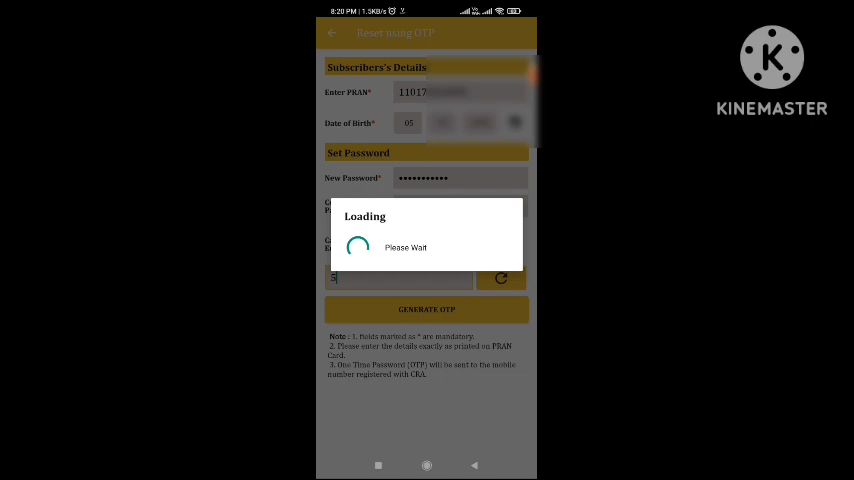 8:20 PM | 1.5KB/s
Reset using OTP
Subscribers's Details
Enter PRAN* 11017
Date of Birth* 05
Set Password
New Password* •••••••••••
Loading
Please Wait
5
GENERATE OTP
Note : 1. fields marked as * are mandatory.
2. Please enter the details exactly as printed on PRAN
Card.
3. One Time Password (OTP) will be sent to the mobile
number registered with CRA.
K
KINEMASTER